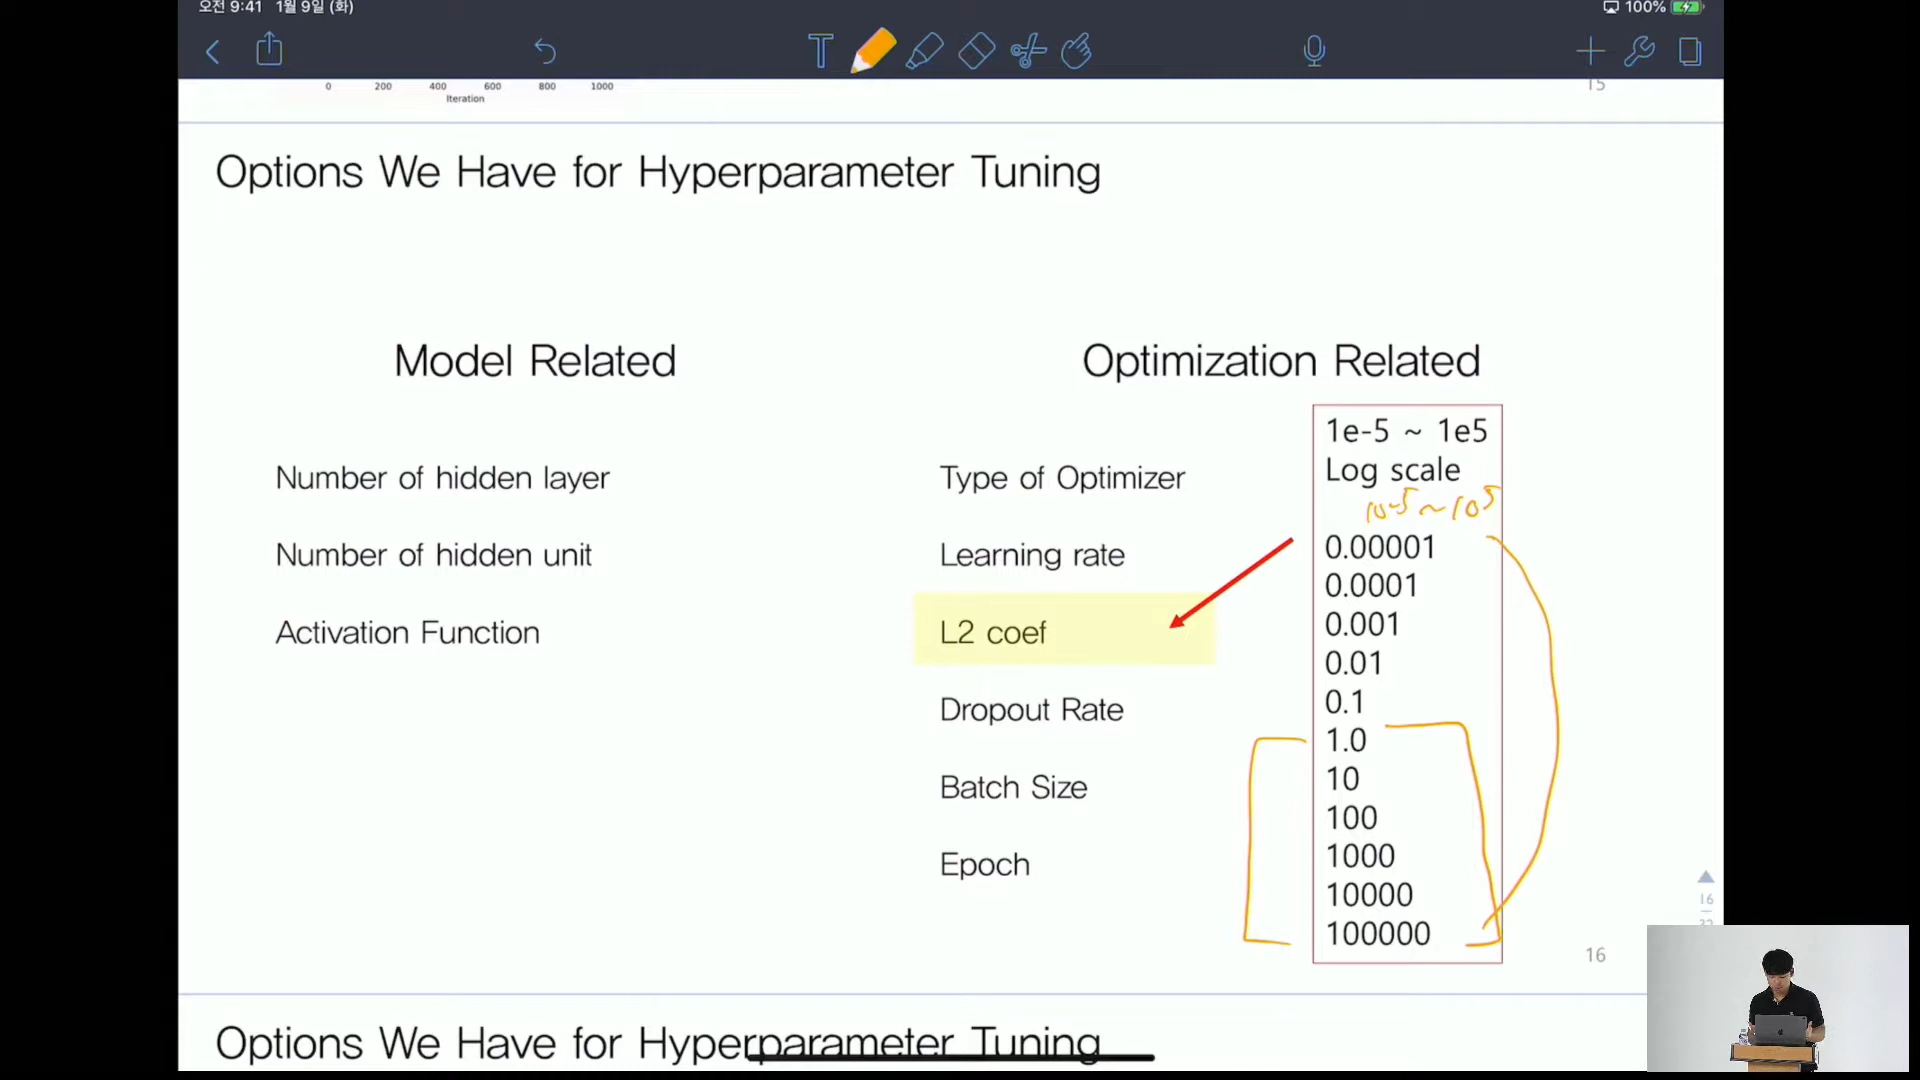 오전 9:41 1월 9일 (화)
100%
T
0 200 400 600 800 1000
Iteration
15
Options We Have for Hyperparameter Tuning
Model Related
Number of hidden layer
Number of hidden unit
Activation Function
Optimization Related
Type of Optimizer
Learning rate
L2 coef
Dropout Rate
Batch Size
Epoch
1e-5 ~ 1e5
Log scale
10^-5 ~ 10^5
0.00001
0.0001
0.001
0.01
0.1
1.0
10
100
1000
10000
100000
16
16
Options We Have for Hyperparameter Tuning